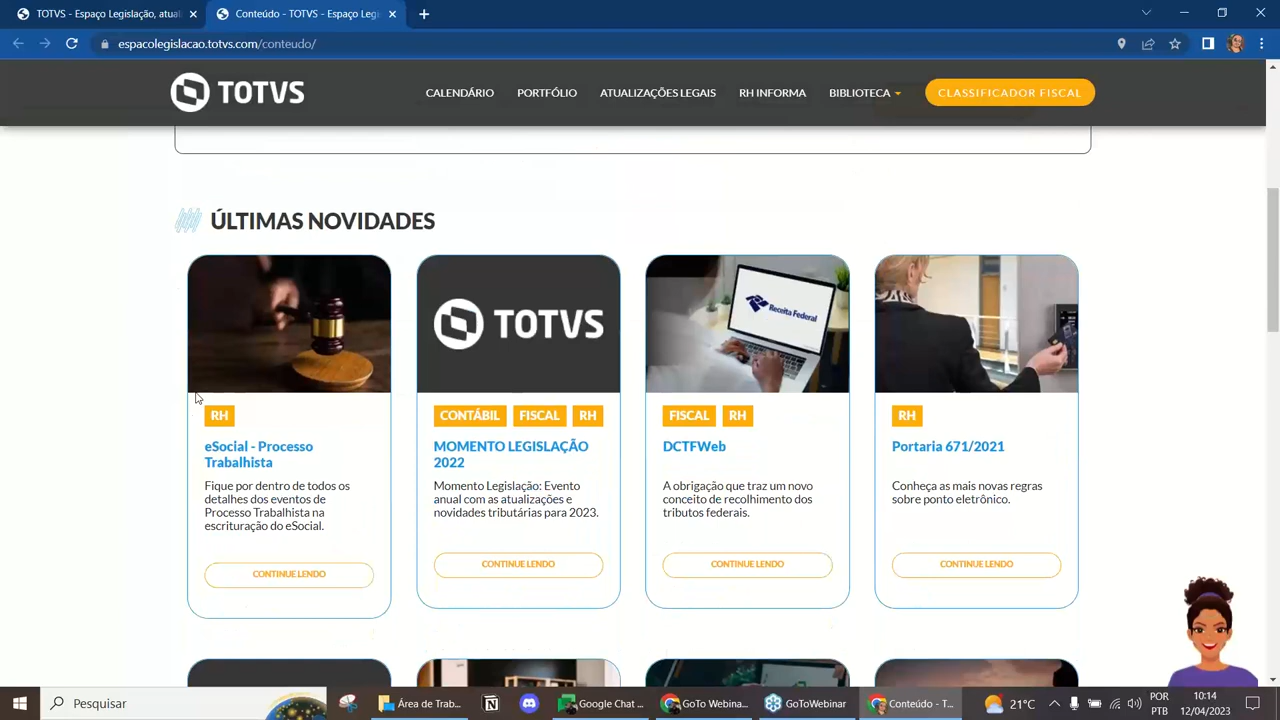 TOTVS - Espaço Legislação, atual
Conteudo - TOTVS - Espaço Legis
espacolegislacao.totvs.com/conteudo/
TOTVS
CALENDÁRIO
PORTFÓLIO
ATUALIZAÇÕES LEGAIS
RH INFORMA
BIBLIOTECA
CLASSIFICADOR FISCAL
ÚLTIMAS NOVIDADES
RH
eSocial - Processo
Trabalhista
Fique por dentro de todos os
detalhes dos eventos de
Processo Trabalhista na
escrituração do eSocial.
CONTINUE LENDO
TOTVS
CONTÁBIL FISCAL RH
MOMENTO LEGISLAÇÃO
2022
Momento Legislação: Evento
anual com as atualizações e
novidades tributárias para 2023.
CONTINUE LENDO
Receita Federal
FISCAL RH
DCTFWeb
A obrigação que traz um novo
conceito de recolhimento dos
tributos federais.
CONTINUE LENDO
RH
Portaria 671/2021
Conheça as mais novas regras
sobre ponto eletrônico.
CONTINUE LENDO
Pesquisar
Área de Trab...
Google Chat ...
GoTo Webina...
GoToWebinar
Conteúdo - T...
21°C
POR
PTB
10:14
12/04/2023